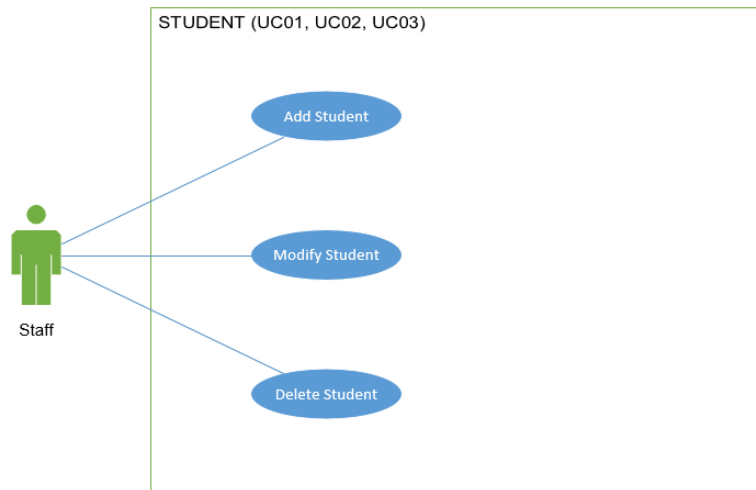 STUDENT (UC01, UC02, UC03)
Add Student
Modify Student
Staff
Delete Student